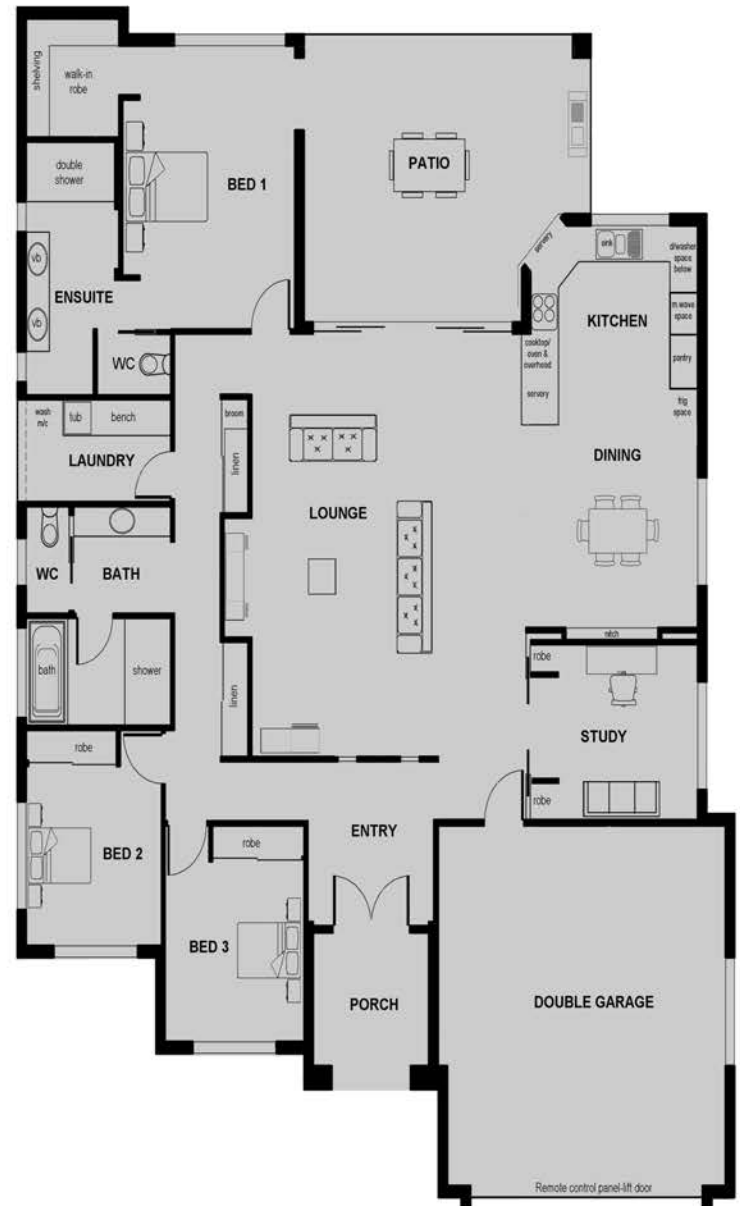 shelving
walk-in
robe
double
shower
BED 1
PATIO
servery
sink
d/washer
space
below
vb
ENSUITE
vb
KITCHEN
m.wave
space
WC
cooktop/
oven &
overhead
pantry
servery
frig
space
wash
m/c
tub
bench
broom
LAUNDRY
linen
DINING
LOUNGE
WC
BATH
nitch
bath
shower
linen
robe
STUDY
robe
robe
BED 2
robe
ENTRY
BED 3
PORCH
DOUBLE GARAGE
Remote control panel-lift door